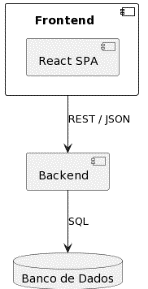 Frontend
React SPA
REST / JSON
Backend
SQL
Banco de Dados